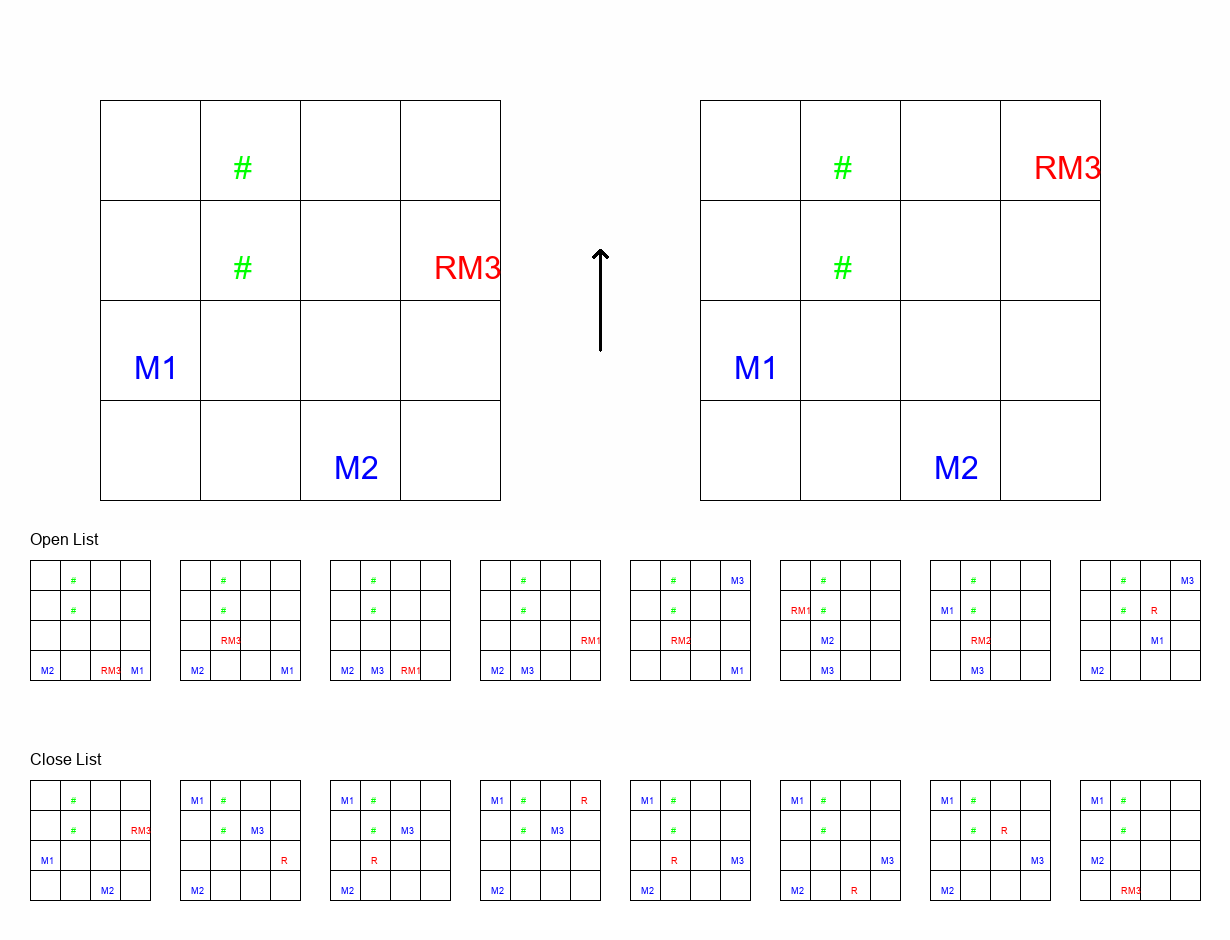 # #
# RM3 #
RM3
M1 M1
M2 M2
Open List
# # # # # M3 # # # M3
# # # # # RM1 # M1 # # R
RM3 RM1 RM2 M2 RM2 M1
M2 RM3 M1 M2 M1 M2 M3 RM1 M2 M3 M1 M3 M3 M2
Close List
# M1 # M1 # M1 # R M1 # M1 # M1 # M1 #
# RM3 # M3 # M3 # M3 # # # R #
M1 R R R M3 M3 M3 M2
M2 M2 M2 M2 M2 M2 R M2 RM3